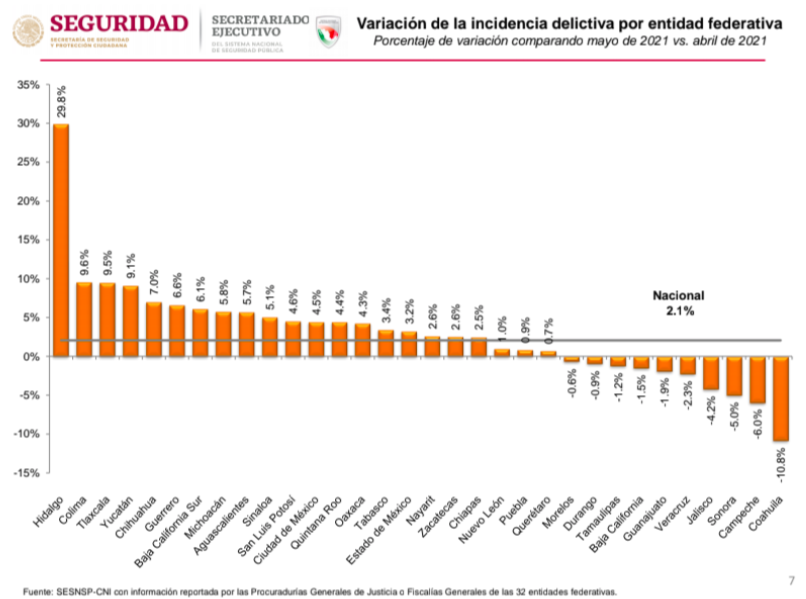 SEGURIDAD
SECRETARÍA DE SEGURIDAD
Y PROTECCIÓN CIUDADANA
SECRETARIADO
EJECUTIVO
DEL SISTEMA NACIONAL
DE SEGURIDAD PÚBLICA
Variación de la incidencia delictiva por entidad federativa
Porcentaje de variación comparando mayo de 2021 vs. abril de 2021
35%
30%
25%
20%
15%
10%
5%
0%
-5%
-10%
-15%
29.8%
9.6%
9.5%
9.1%
7.0%
6.6%
6.1%
5.8%
5.7%
5.1%
4.6%
4.5%
4.4%
4.3%
3.4%
3.2%
2.6%
2.6%
2.5%
1.0%
0.9%
0.7%
-0.6%
-0.9%
-1.2%
-1.5%
-1.9%
-2.3%
-4.2%
-5.0%
-6.0%
-10.8%
Nacional
2.1%
Hidalgo
Colima
Tlaxcala
Yucatán
Chihuahua
Guerrero
Baja California Sur
Michoacán
Aguascalientes
Sinaloa
San Luis Potosí
Ciudad de México
Quintana Roo
Oaxaca
Tabasco
Estado de México
Nayarit
Zacatecas
Chiapas
Nuevo León
Puebla
Querétaro
Morelos
Durango
Tamaulipas
Baja California
Guanajuato
Veracruz
Jalisco
Sonora
Campeche
Coahuila
7
Fuente: SESNSP-CNI con información reportada por las Procuradurías Generales de Justicia o Fiscalías Generales de las 32 entidades federativas.